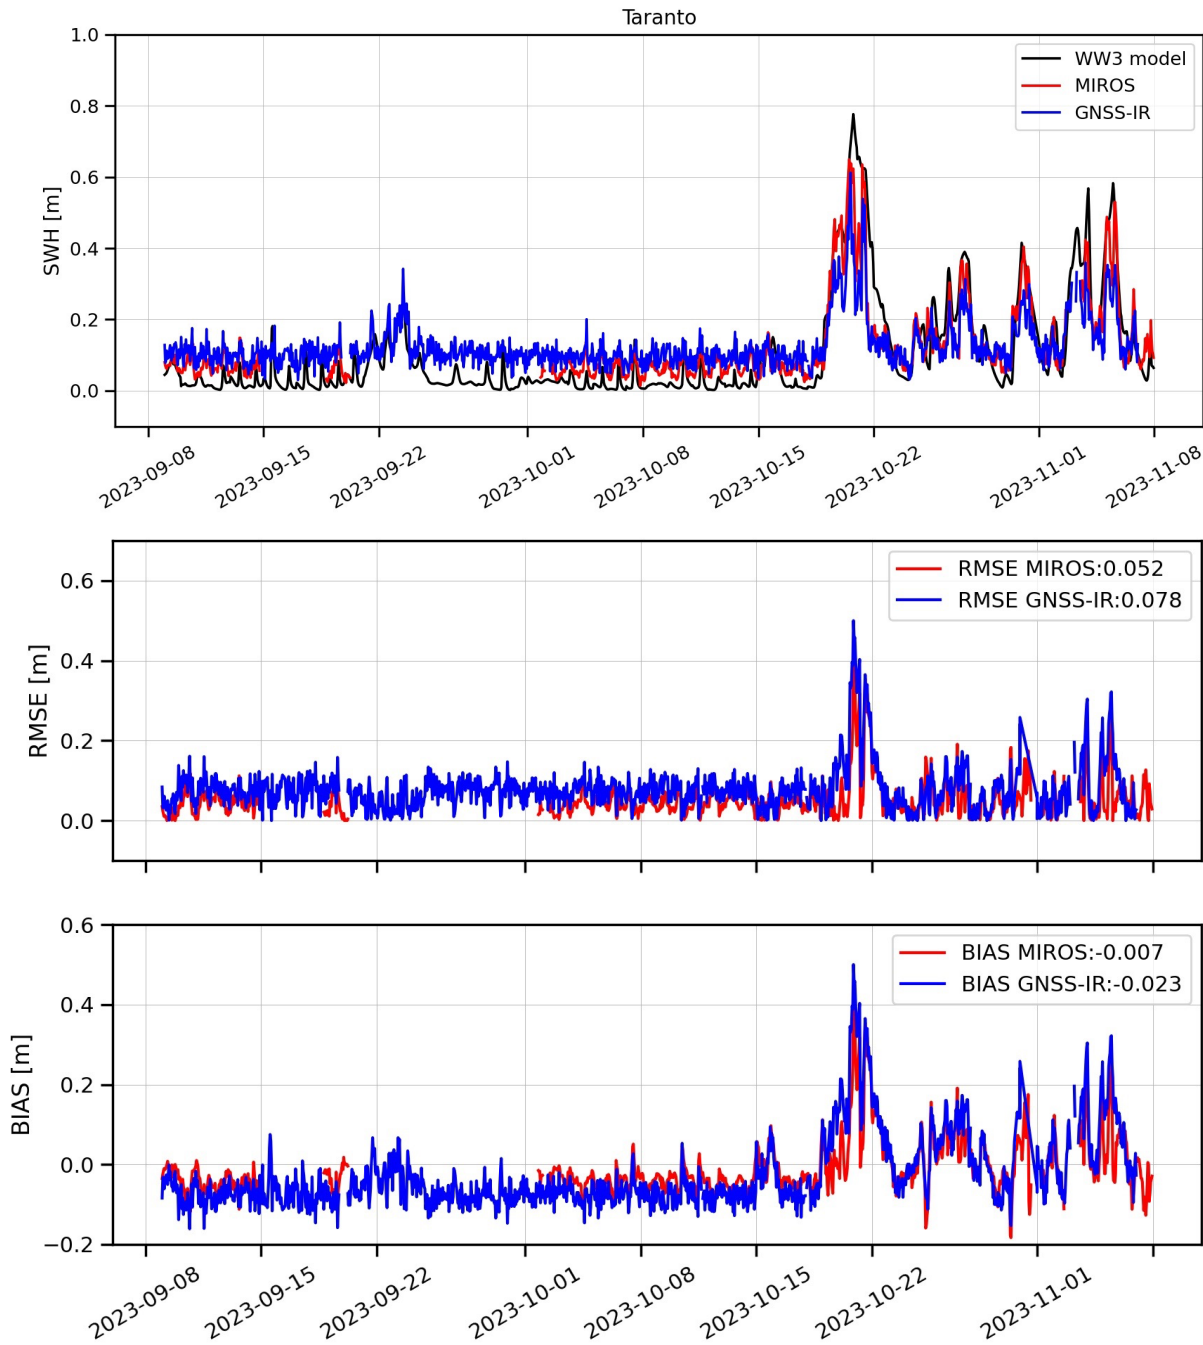 Taranto
1.0
0.8
0.6
0.4
0.2
0.0
SWH [m]
WW3 model
MIROS
GNSS-IR
2023-09-08
2023-09-15
2023-09-22
2023-10-01
2023-10-08
2023-10-15
2023-10-22
2023-11-01
2023-11-08
0.6
0.4
0.2
0.0
RMSE [m]
RMSE MIROS:0.052
RMSE GNSS-IR:0.078
0.6
0.4
0.2
0.0
−0.2
BIAS [m]
BIAS MIROS:-0.007
BIAS GNSS-IR:-0.023
2023-09-08
2023-09-15
2023-09-22
2023-10-01
2023-10-08
2023-10-15
2023-10-22
2023-11-01